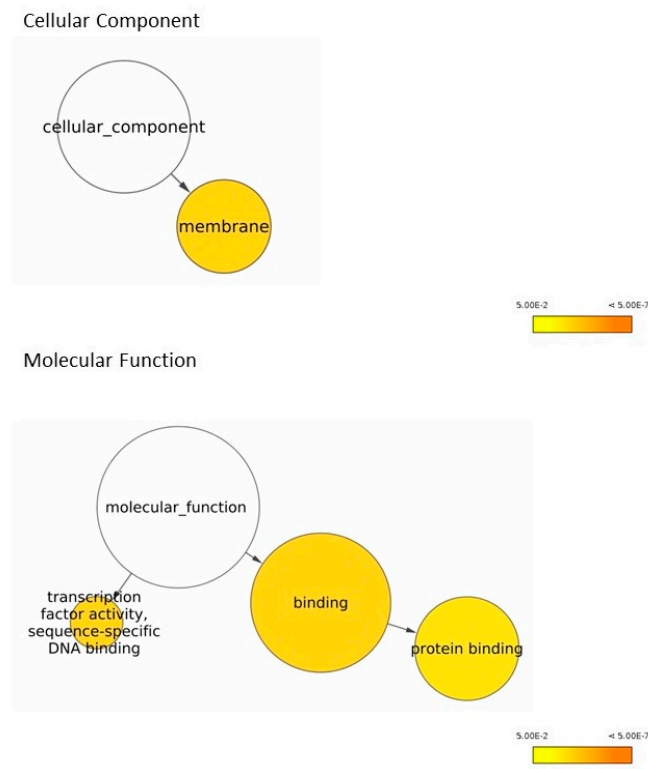 Cellular Component
cellular_component
membrane
5.00E-2 < 5.00E-7
Molecular Function
molecular_function
binding
transcription
factor activity,
sequence-specific
DNA binding
protein binding
5.00E-2 < 5.00E-7